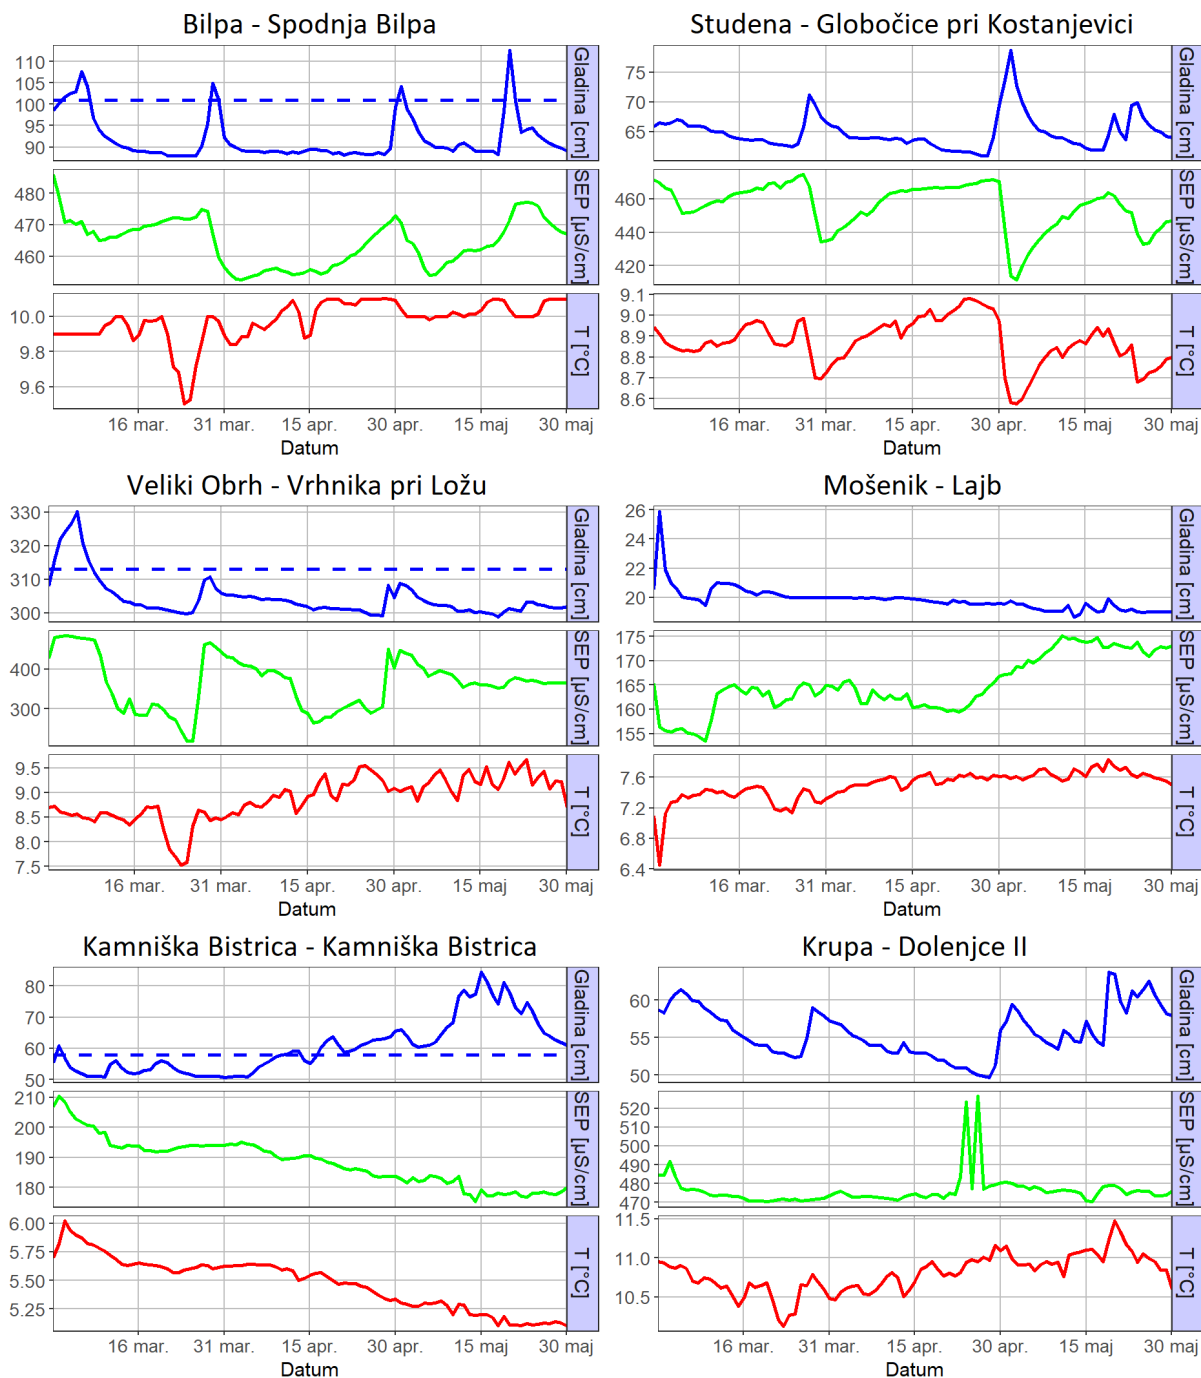 Bilpa - Spodnja Bilpa
110
105
100
95
90
Gladina [cm]
480
470
460
SEP [µS/cm]
10.0
9.8
9.6
T [°C]
16 mar.
31 mar.
15 apr.
30 apr.
15 maj
30 maj
Datum
Studena - Globočice pri Kostanjevici
75
70
65
Gladina [cm]
460
440
420
SEP [µS/cm]
9.1
9.0
8.9
8.8
8.7
8.6
T [°C]
16 mar.
31 mar.
15 apr.
30 apr.
15 maj
30 maj
Datum
Veliki Obrh - Vrhnika pri Ložu
330
320
310
300
Gladina [cm]
400
300
SEP [µS/cm]
9.5
9.0
8.5
8.0
7.5
T [°C]
16 mar.
31 mar.
15 apr.
30 apr.
15 maj
30 maj
Datum
Mošenik - Lajb
26
24
22
20
Gladina [cm]
175
170
165
160
155
SEP [µS/cm]
7.6
7.2
6.8
6.4
T [°C]
16 mar.
31 mar.
15 apr.
30 apr.
15 maj
30 maj
Datum
Kamniška Bistrica - Kamniška Bistrica
80
70
60
50
Gladina [cm]
210
200
190
180
SEP [µS/cm]
6.00
5.75
5.50
5.25
T [°C]
16 mar.
31 mar.
15 apr.
30 apr.
15 maj
30 maj
Datum
Krupa - Dolenjce II
60
55
50
Gladina [cm]
520
510
500
490
480
470
SEP [µS/cm]
11.5
11.0
10.5
T [°C]
16 mar.
31 mar.
15 apr.
30 apr.
15 maj
30 maj
Datum